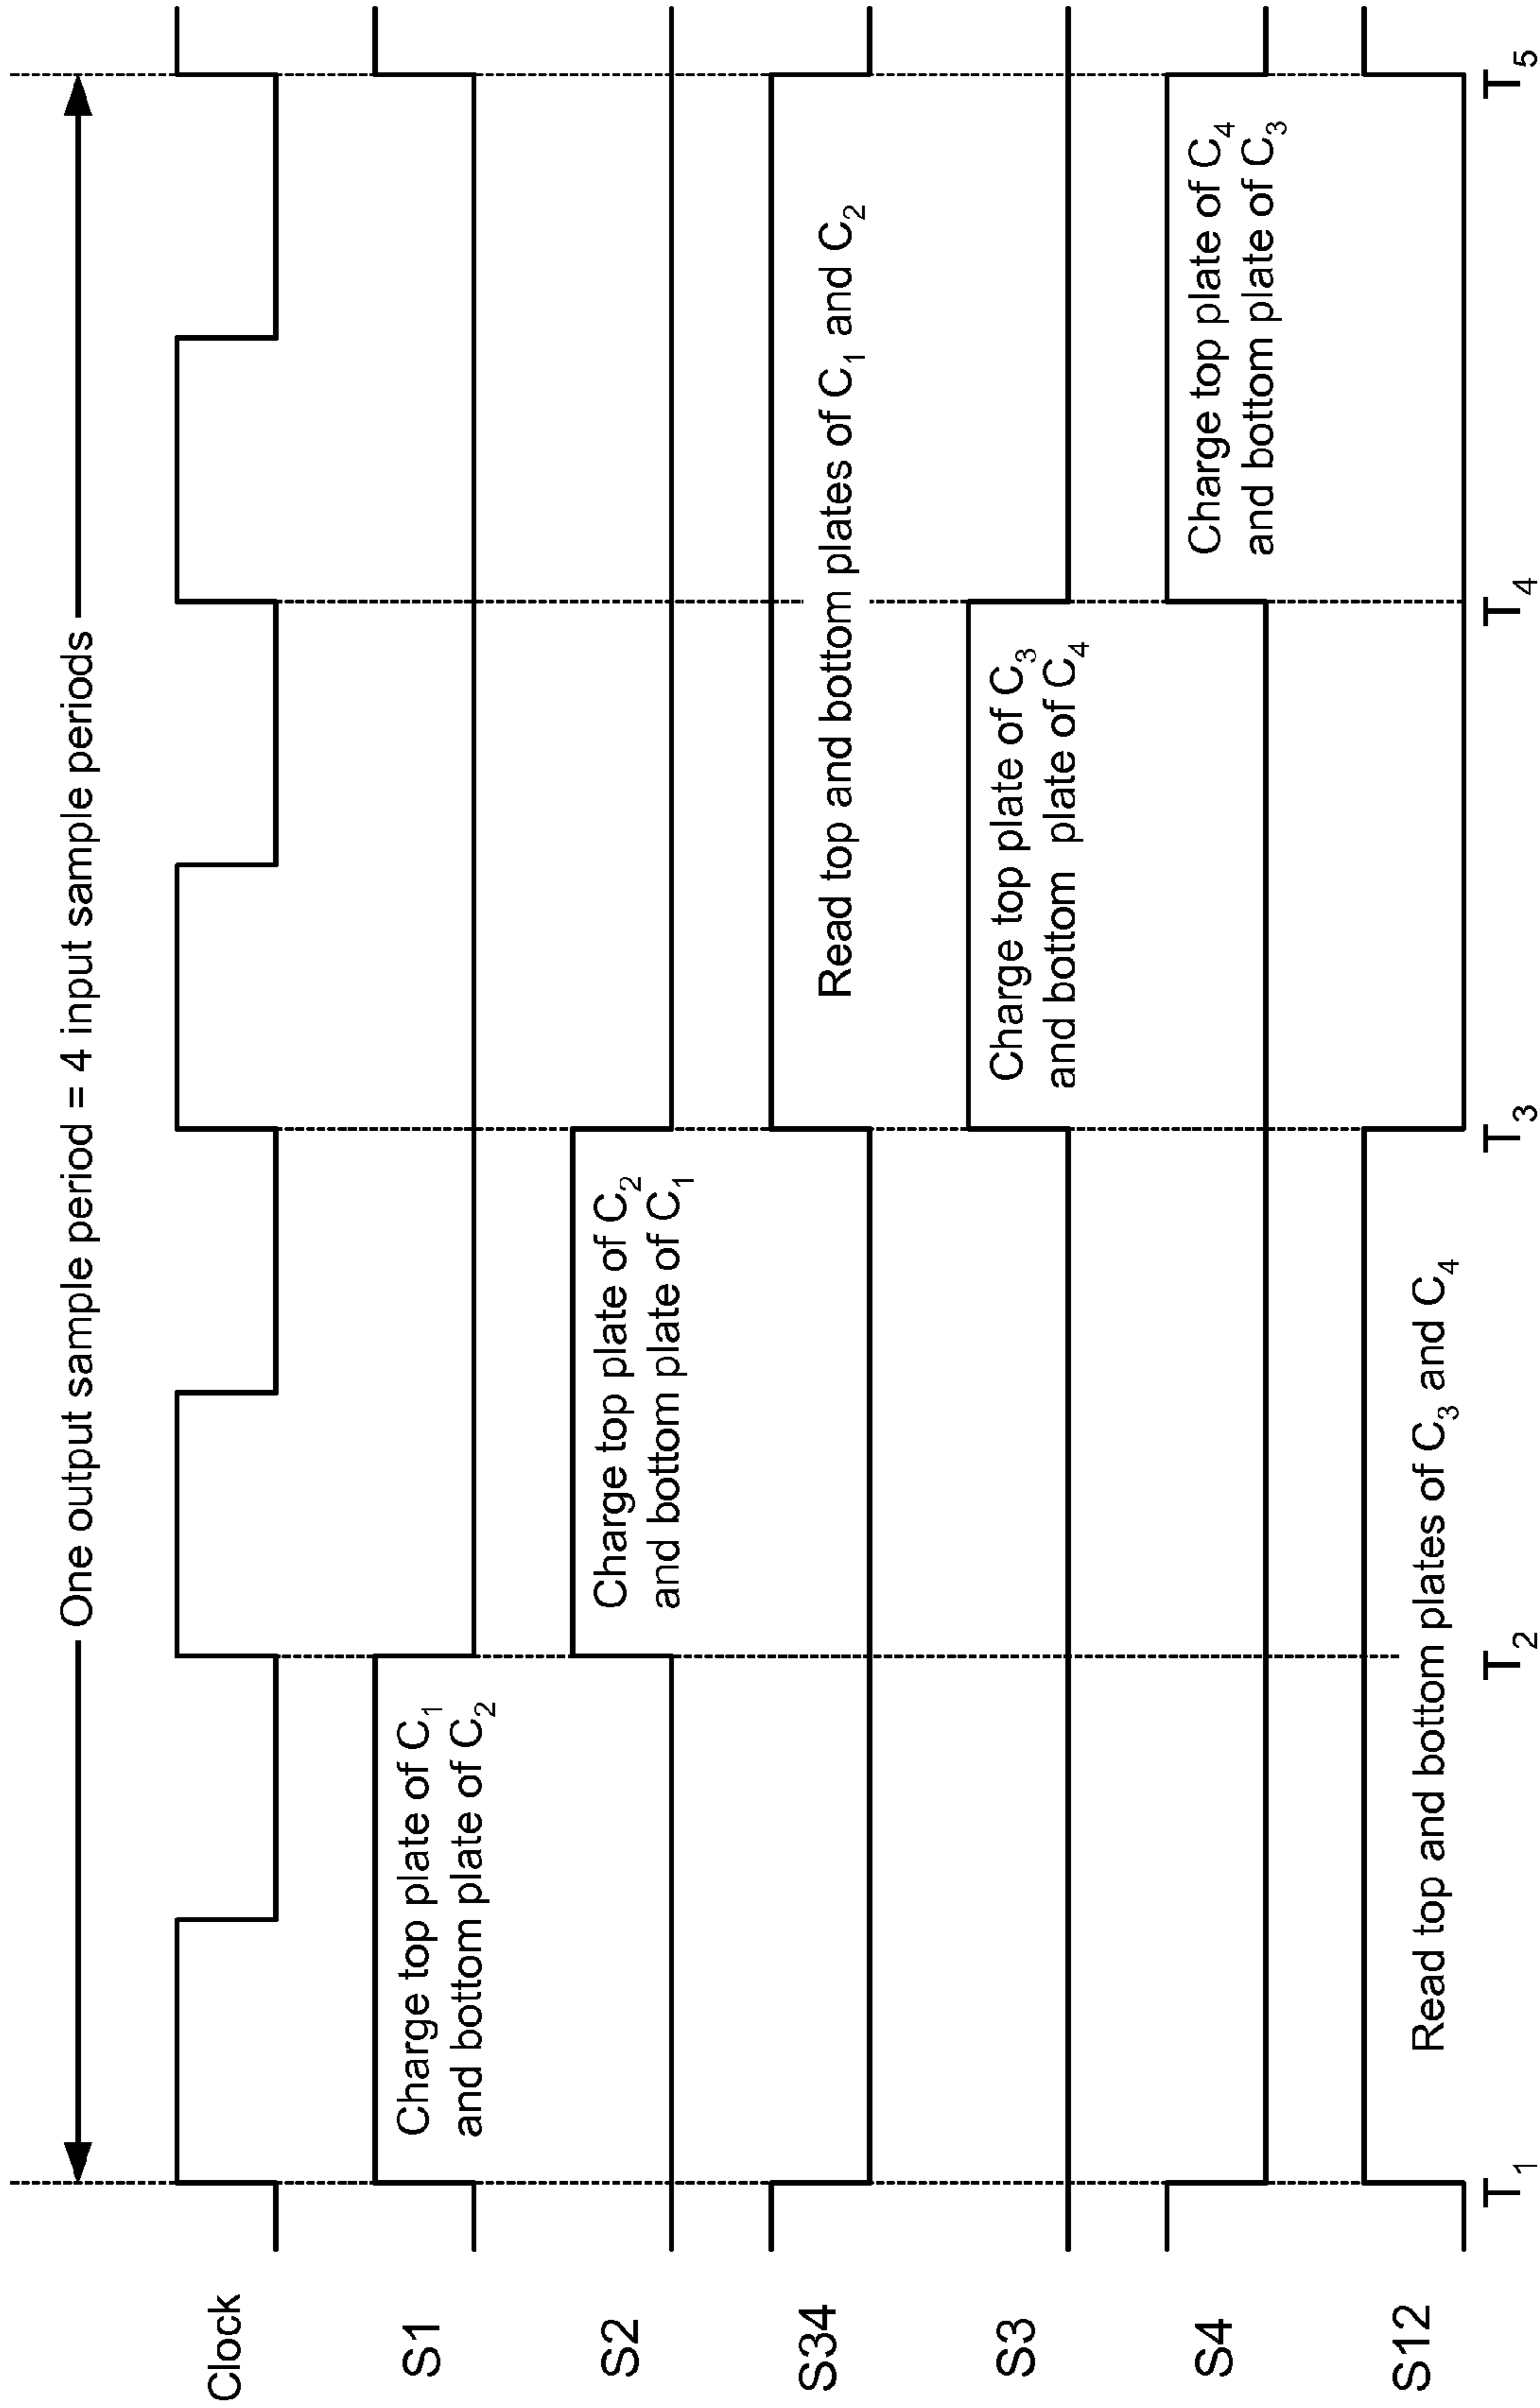 One output sample period = 4 input sample periods
Clock
S1
Charge top plate of C1
and bottom plate of C2
S2
Charge top plate of C2
and bottom plate of C1
S34
Read top and bottom plates of C1 and C2
S3
Charge top plate of C3
and bottom plate of C4
S4
Charge top plate of C4
and bottom plate of C3
S12
Read top and bottom plates of C3 and C4
T1 T2 T3 T4 T5